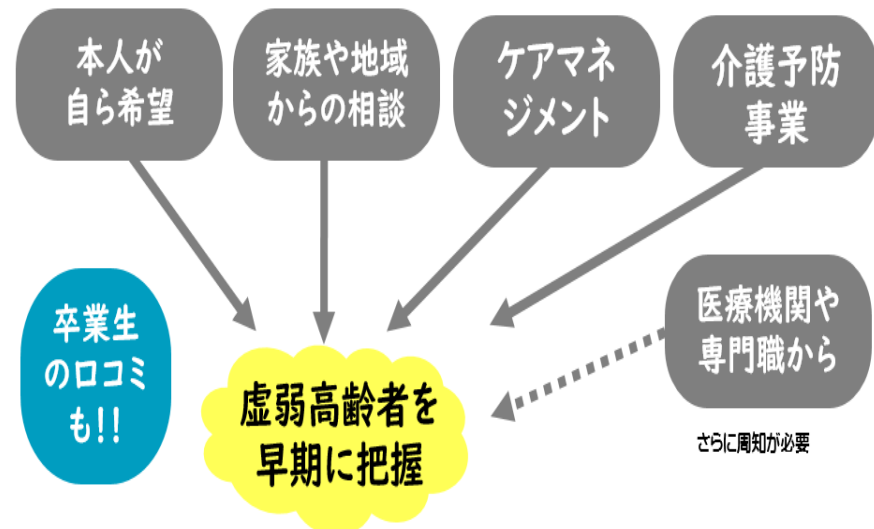 本人が
自ら希望
家族や地域
からの相談
ケアマネ
ジメント
介護予防
事業
卒業生
の口コミ
も!!
医療機関や
専門職から
さらに周知が必要
虚弱高齢者を
早期に把握